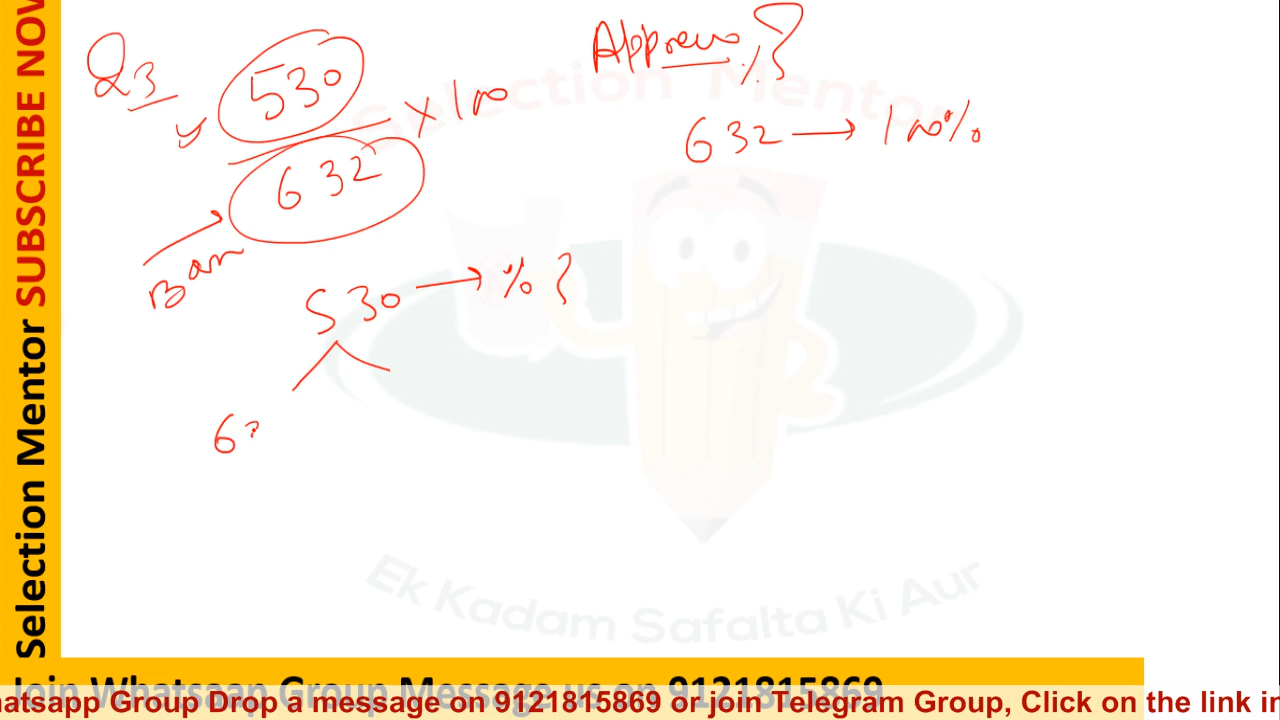 Selection Mentor SUBSCRIBE NOW
Q3
530
632
× 100
Base
Approx %?
632 → 100%
530 → %?
63
Selection Mentor
Ek Kadam Safalta Ki Aur
Join Whatsaap Group Message us on 9121815869
hatsapp Group Drop a message on 9121815869 or join Telegram Group, Click on the link in